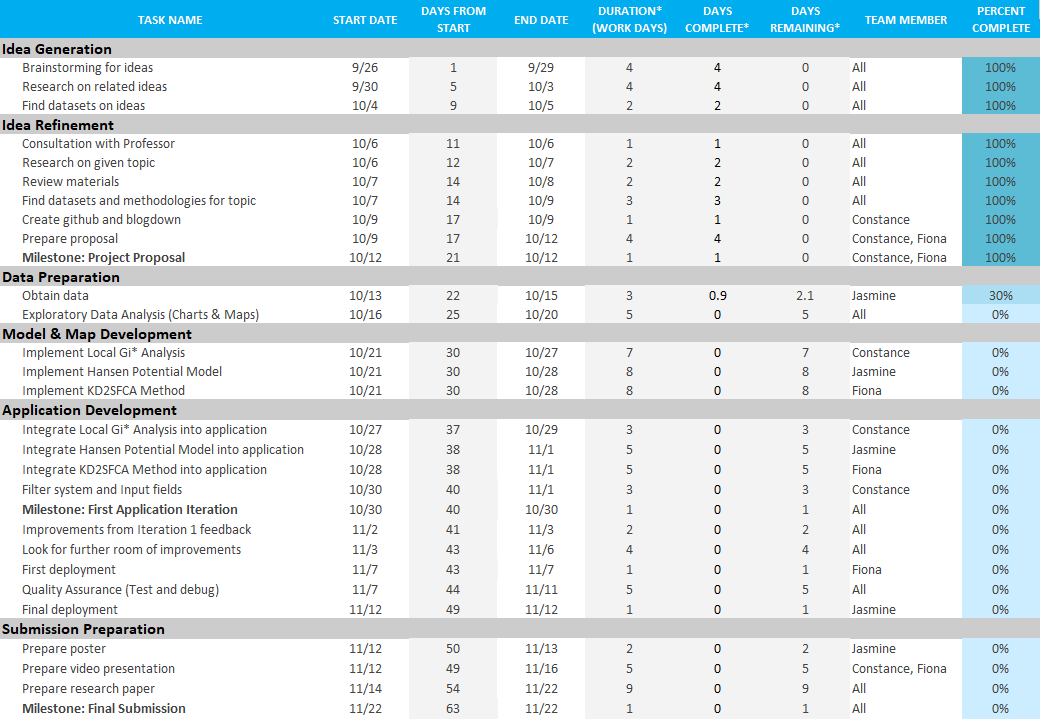 TASK NAME START DATE DAYS FROM START END DATE DURATION* (WORK DAYS) DAYS COMPLETE* DAYS REMAINING* TEAM MEMBER PERCENT COMPLETE
Idea Generation
Brainstorming for ideas 9/26 1 9/29 4 4 0 All 100%
Research on related ideas 9/30 5 10/3 4 4 0 All 100%
Find datasets on ideas 10/4 9 10/5 2 2 0 All 100%
Idea Refinement
Consultation with Professor 10/6 11 10/6 1 1 0 All 100%
Research on given topic 10/6 12 10/7 2 2 0 All 100%
Review materials 10/7 14 10/8 2 2 0 All 100%
Find datasets and methodologies for topic 10/7 14 10/9 3 3 0 All 100%
Create github and blogdown 10/9 17 10/9 1 1 0 Constance 100%
Prepare proposal 10/9 17 10/12 4 4 0 Constance, Fiona 100%
Milestone: Project Proposal 10/12 21 10/12 1 1 0 Constance, Fiona 100%
Data Preparation
Obtain data 10/13 22 10/15 3 0.9 2.1 Jasmine 30%
Exploratory Data Analysis (Charts & Maps) 10/16 25 10/20 5 0 5 All 0%
Model & Map Development
Implement Local Gi* Analysis 10/21 30 10/27 7 0 7 Constance 0%
Implement Hansen Potential Model 10/21 30 10/28 8 0 8 Jasmine 0%
Implement KD2SFCA Method 10/21 30 10/28 8 0 8 Fiona 0%
Application Development
Integrate Local Gi* Analysis into application 10/27 37 10/29 3 0 3 Constance 0%
Integrate Hansen Potential Model into application 10/28 38 11/1 5 0 5 Jasmine 0%
Integrate KD2SFCA Method into application 10/28 38 11/1 5 0 5 Fiona 0%
Filter system and Input fields 10/30 40 11/1 3 0 3 Constance 0%
Milestone: First Application Iteration 10/30 40 10/30 1 0 1 All 0%
Improvements from Iteration 1 feedback 11/2 41 11/3 2 0 2 All 0%
Look for further room of improvements 11/3 43 11/6 4 0 4 All 0%
First deployment 11/7 43 11/7 1 0 1 Fiona 0%
Quality Assurance (Test and debug) 11/7 44 11/11 5 0 5 All 0%
Final deployment 11/12 49 11/12 1 0 1 Jasmine 0%
Submission Preparation
Prepare poster 11/12 50 11/13 2 0 2 Jasmine 0%
Prepare video presentation 11/12 49 11/16 5 0 5 Constance, Fiona 0%
Prepare research paper 11/14 54 11/22 9 0 9 All 0%
Milestone: Final Submission 11/22 63 11/22 1 0 1 All 0%